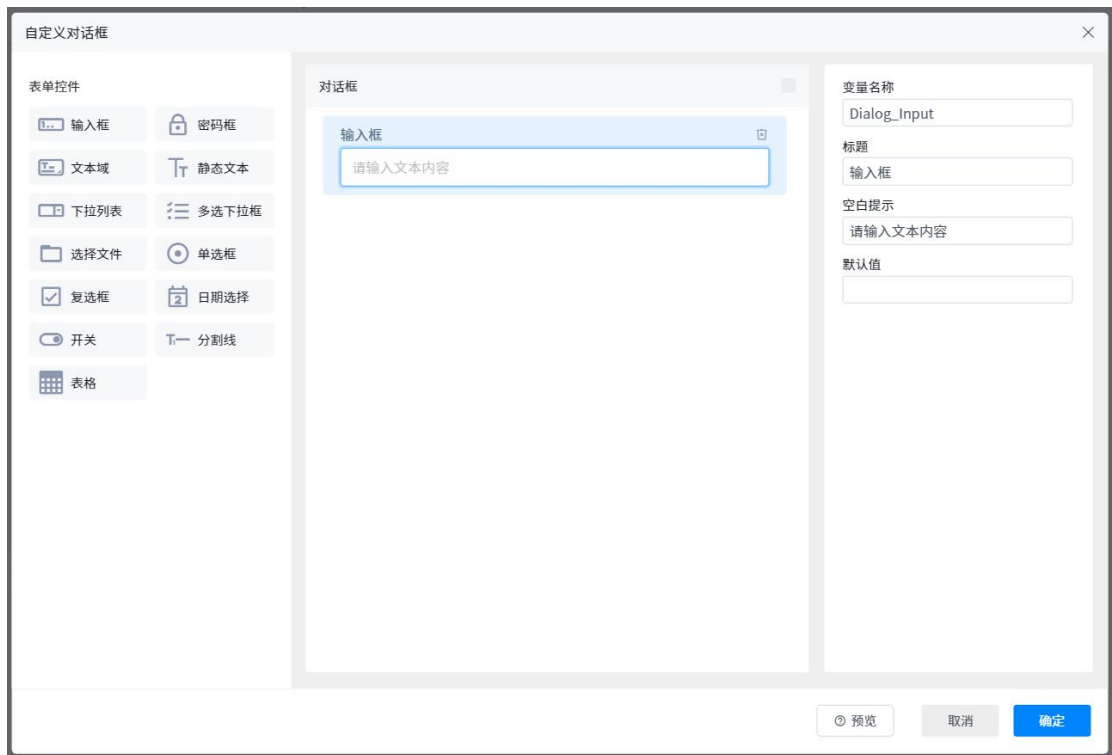 自定义对话框
表单控件
输入框
密码框
文本域
静态文本
下拉列表
多选下拉框
选择文件
单选框
复选框
日期选择
开关
分割线
表格
对话框
输入框
请输入文本内容
变量名称
Dialog_Input
标题
输入框
空白提示
请输入文本内容
默认值
预览
取消
确定